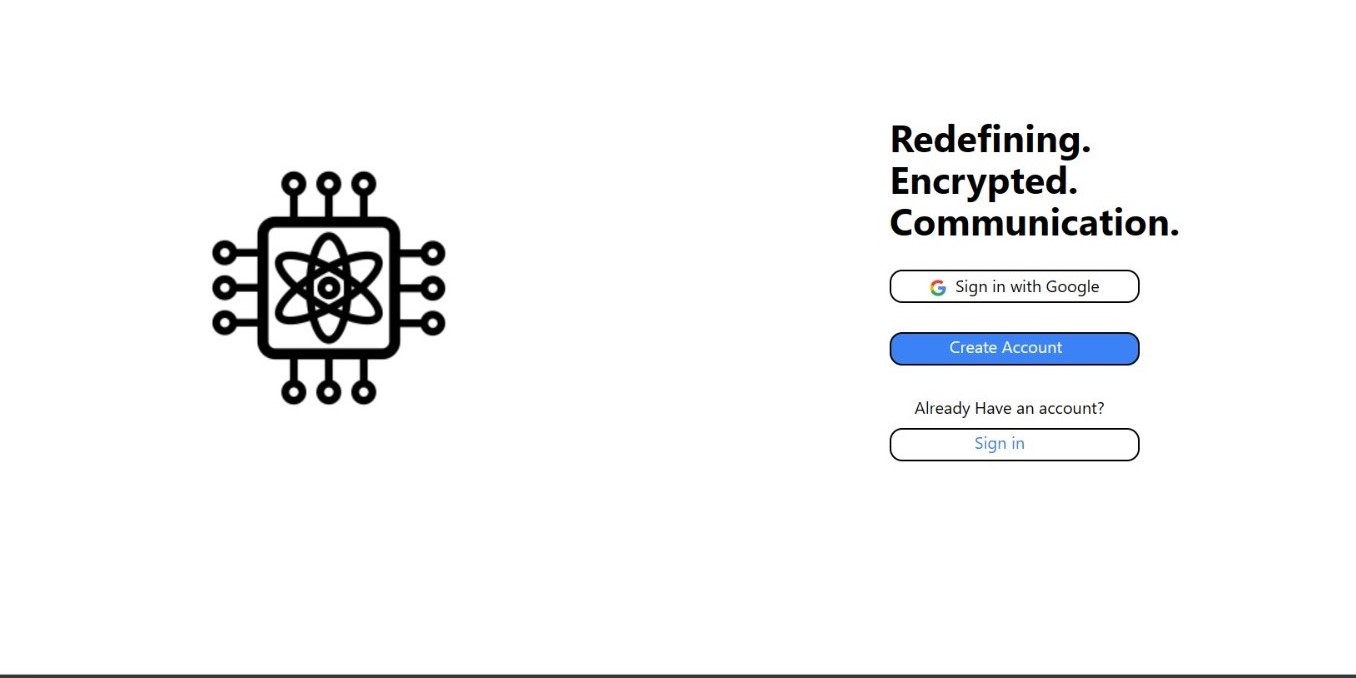 Redefining.
Encrypted.
Communication.
Sign in with Google
Create Account
Already Have an account?
Sign in